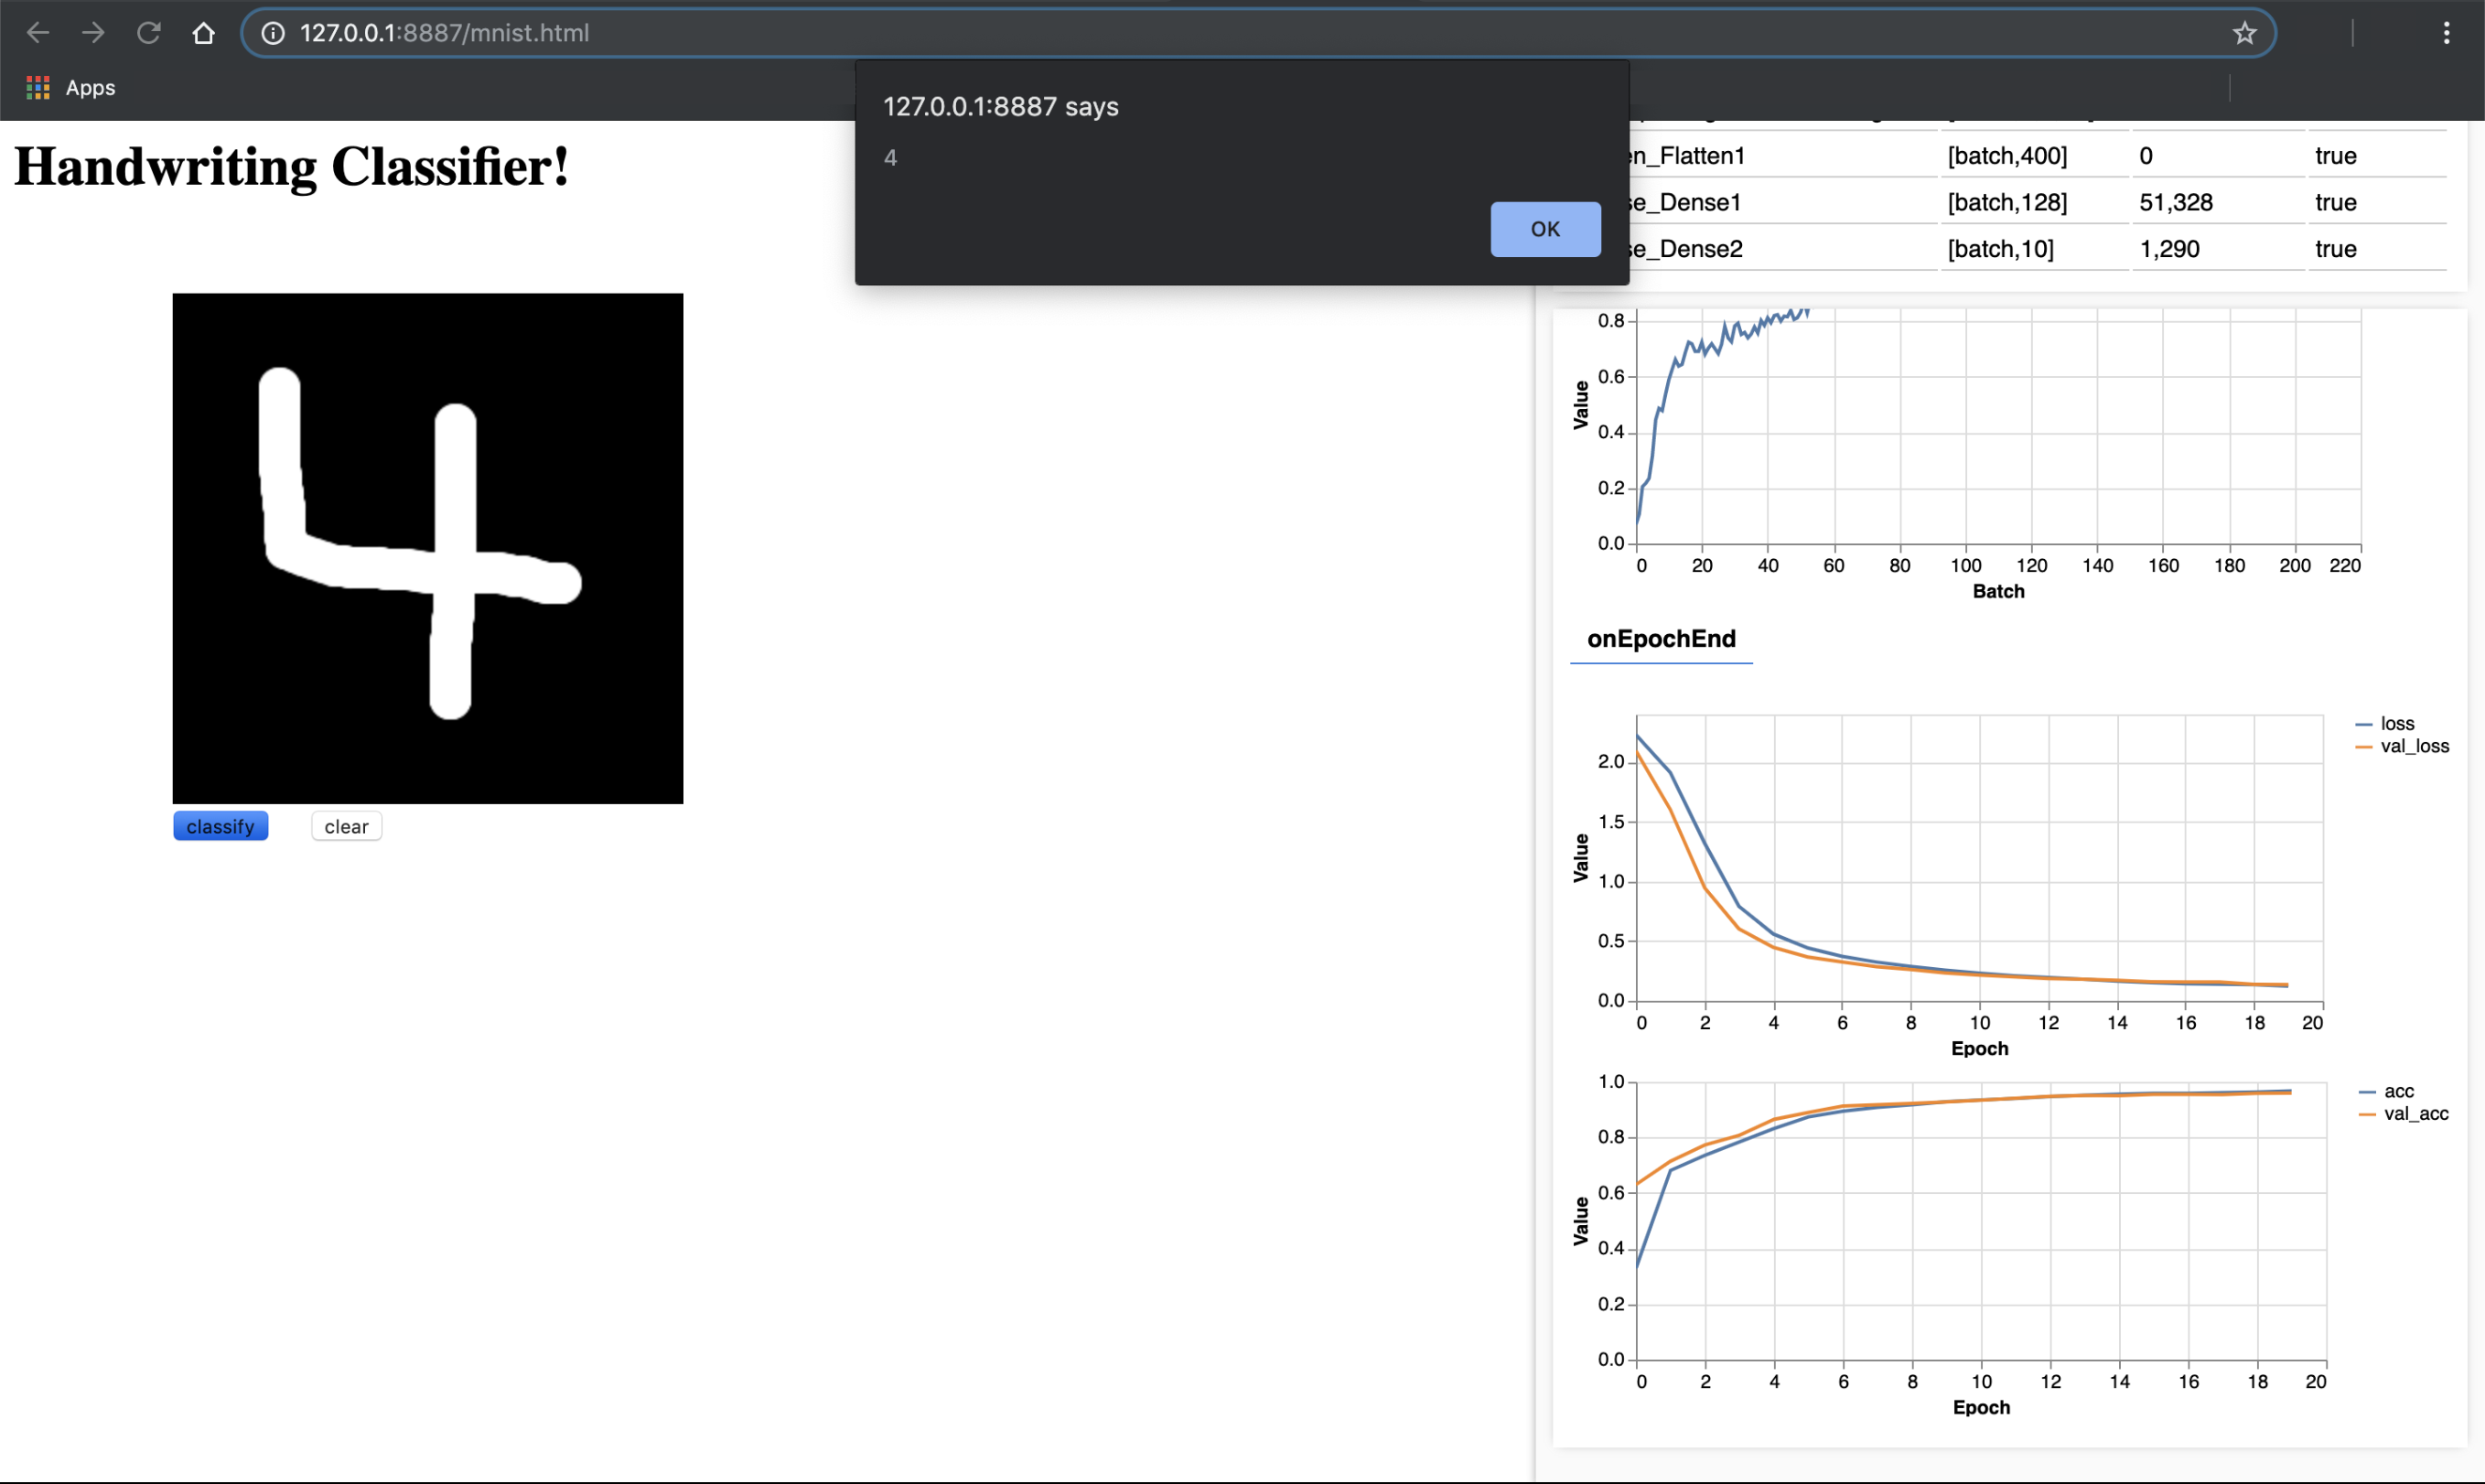 127.0.0.1:8887/mnist.html
Apps
127.0.0.1:8887 says
4
OK
Handwriting Classifier!
4
classify clear
en_Flatten1 [batch,400] 0 true
se_Dense1 [batch,128] 51,328 true
se_Dense2 [batch,10] 1,290 true
0.8
0.6
0.4
0.2
0.0
Value
0 20 40 60 80 100 120 140 160 180 200 220
Batch
onEpochEnd
loss
val_loss
2.0
1.5
1.0
0.5
0.0
Value
0 2 4 6 8 10 12 14 16 18 20
Epoch
acc
val_acc
1.0
0.8
0.6
0.4
0.2
0.0
Value
0 2 4 6 8 10 12 14 16 18 20
Epoch